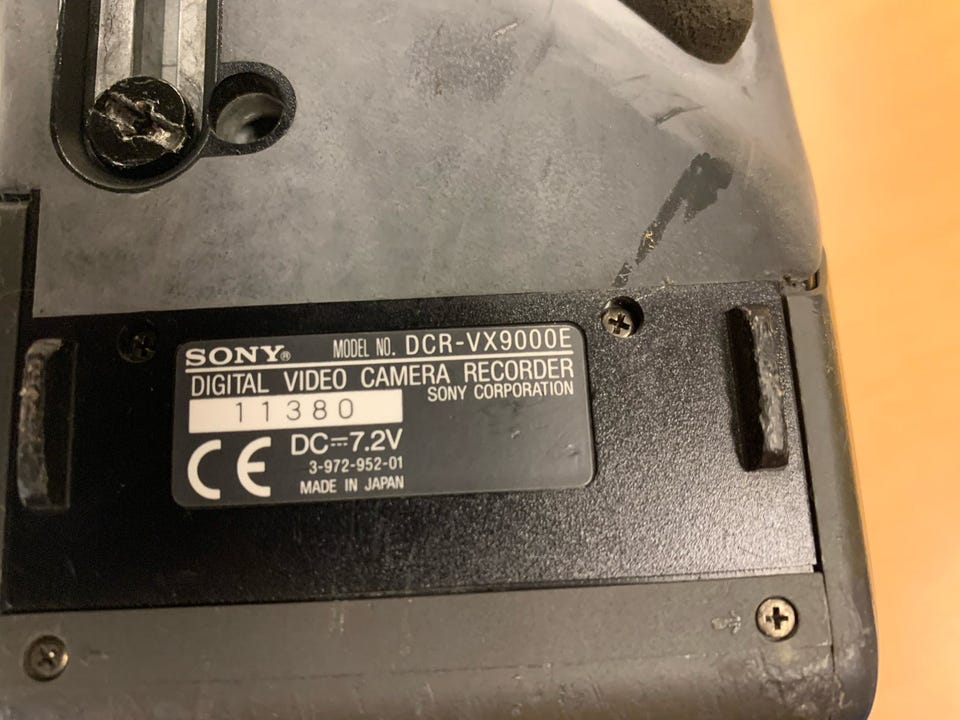 SONY® MODEL NO. DCR-VX9000E
DIGITAL VIDEO CAMERA RECORDER
SONY CORPORATION
11380
CE DC⎓7.2V
3-972-952-01
MADE IN JAPAN